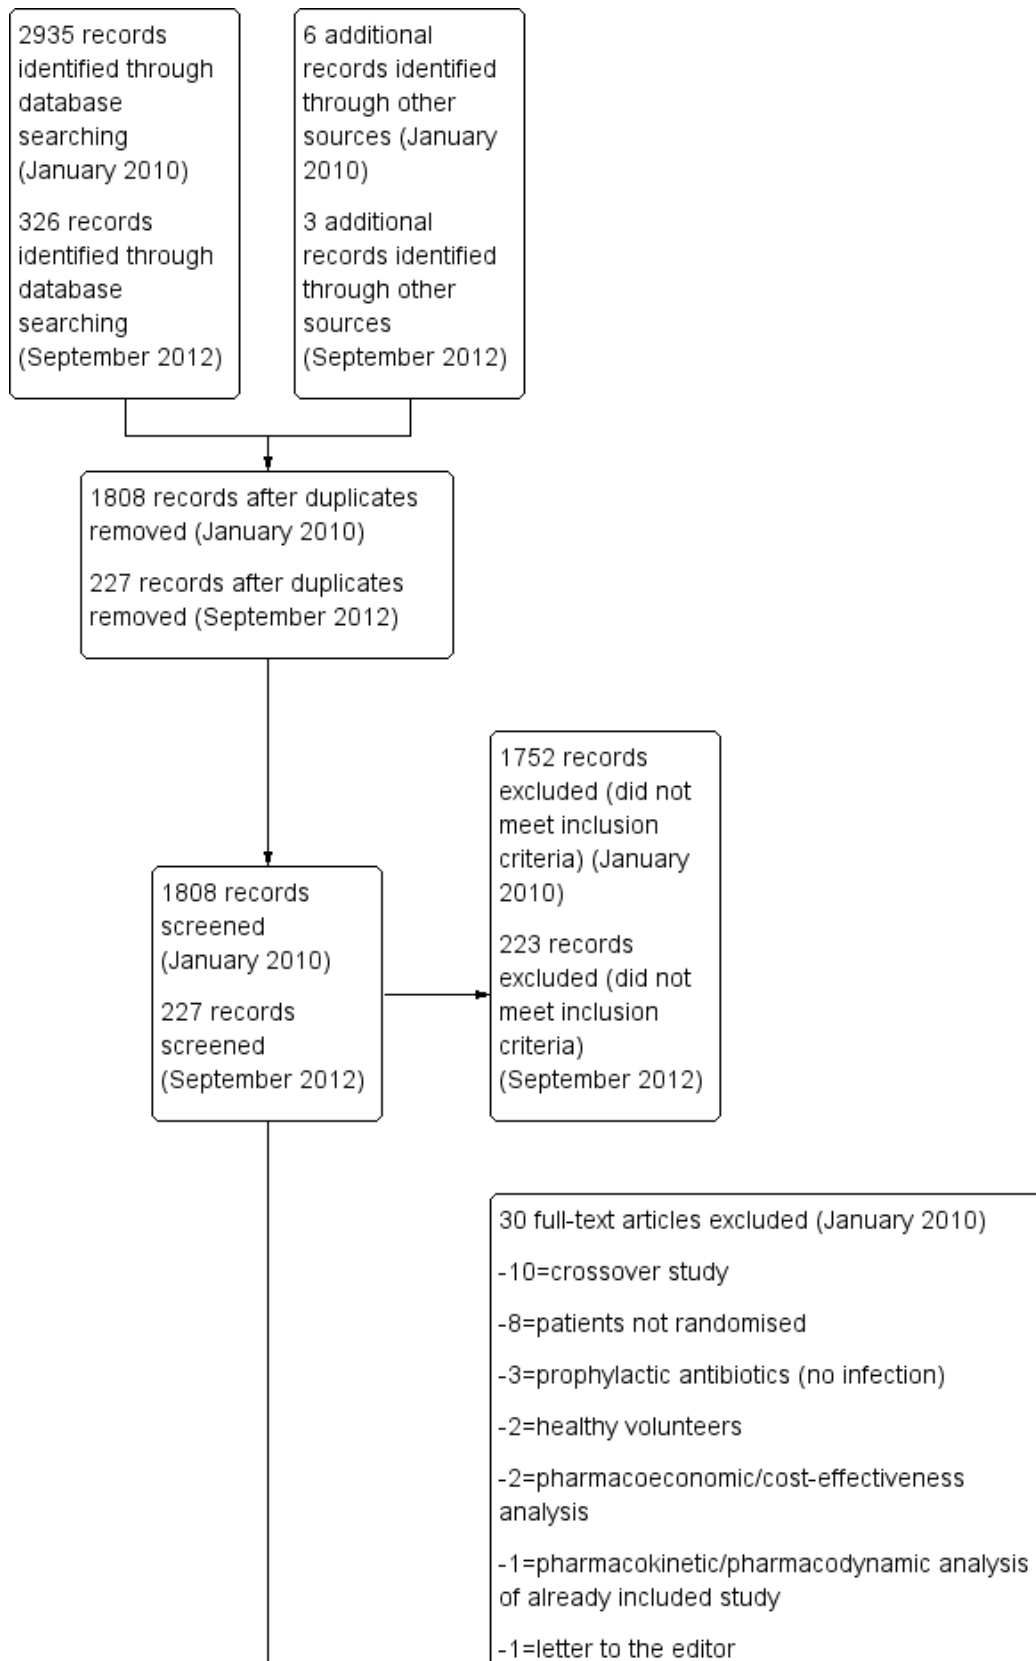 2935 records
identified through
database
searching
(January 2010)
326 records
identified through
database
searching
(September 2012)
6 additional
records identified
through other
sources (January
2010)
3 additional
records identified
through other
sources
(September 2012)
1808 records after duplicates
removed (January 2010)
227 records after duplicates
removed (September 2012)
1808 records
screened
(January 2010)
227 records
screened
(September 2012)
1752 records
excluded (did not
meet inclusion
criteria) (January
2010)
223 records
excluded (did not
meet inclusion
criteria)
(September 2012)
30 full-text articles excluded (January 2010)
-10=crossover study
-8=patients not randomised
-3=prophylactic antibiotics (no infection)
-2=healthy volunteers
-2=pharmacoeconomic/cost-effectiveness
analysis
-1=pharmacokinetic/pharmacodynamic analysis
of already included study
-1=letter to the editor